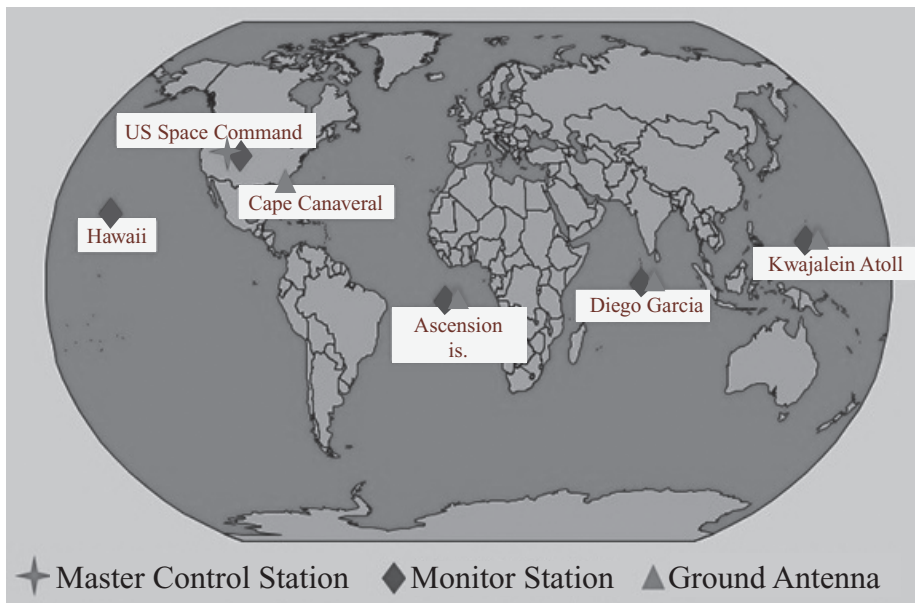 US Space Command
Cape Canaveral
Hawaii
Kwajalein Atoll
Diego Garcia
Ascension
is.
Master Control Station
Monitor Station
Ground Antenna